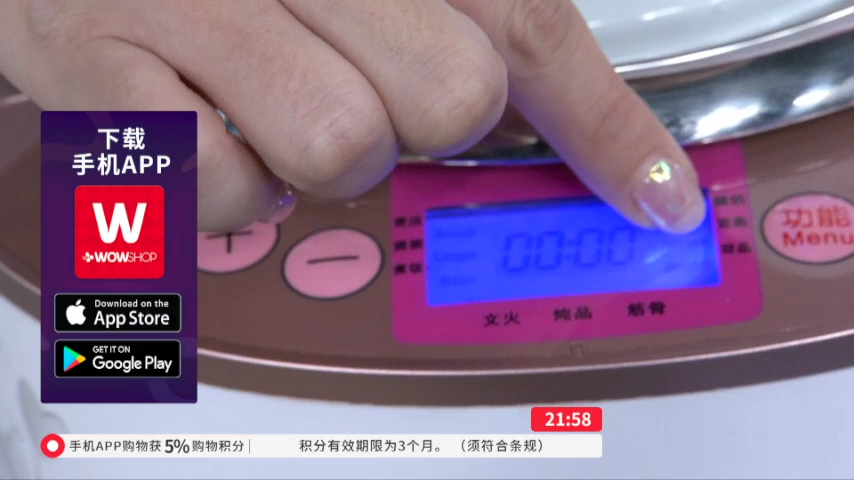 下载
手机APP
W
WOWSHOP
Download on the
App Store
GET IT ON
Google Play
00:00
文火
炖品
筋骨
功能
Menu
21:58
手机APP购物获5%购物积分
积分有效期限为3个月。（须符合条规）